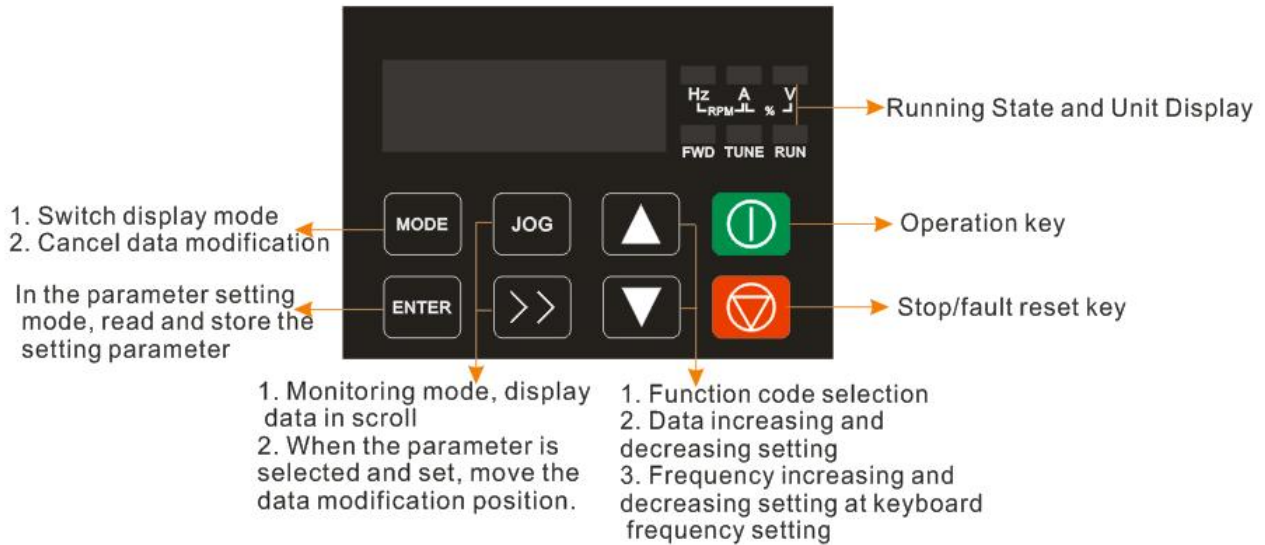 Hz A V
RPM %
FWD TUNE RUN
Running State and Unit Display
MODE JOG
1. Switch display mode
2. Cancel data modification
Operation key
ENTER
In the parameter setting
mode, read and store the
setting parameter
Stop/fault reset key
1. Monitoring mode, display
data in scroll
2. When the parameter is
selected and set, move the
data modification position.
1. Function code selection
2. Data increasing and
decreasing setting
3. Frequency increasing and
decreasing setting at keyboard
frequency setting